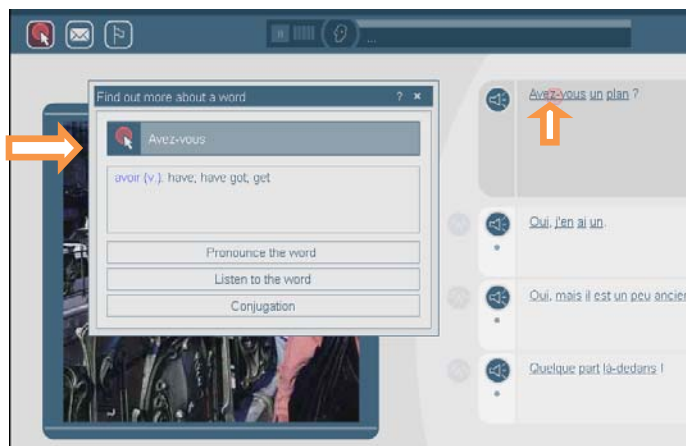 ...
Find out more about a word ? ×
Avez-vous
avoir (v.): have; have got; get
Pronounce the word
Listen to the word
Conjugation
Avez-vous un plan ?
Oui, j'en ai un.
Oui, mais il est un peu ancien
Quelque part là-dedans !